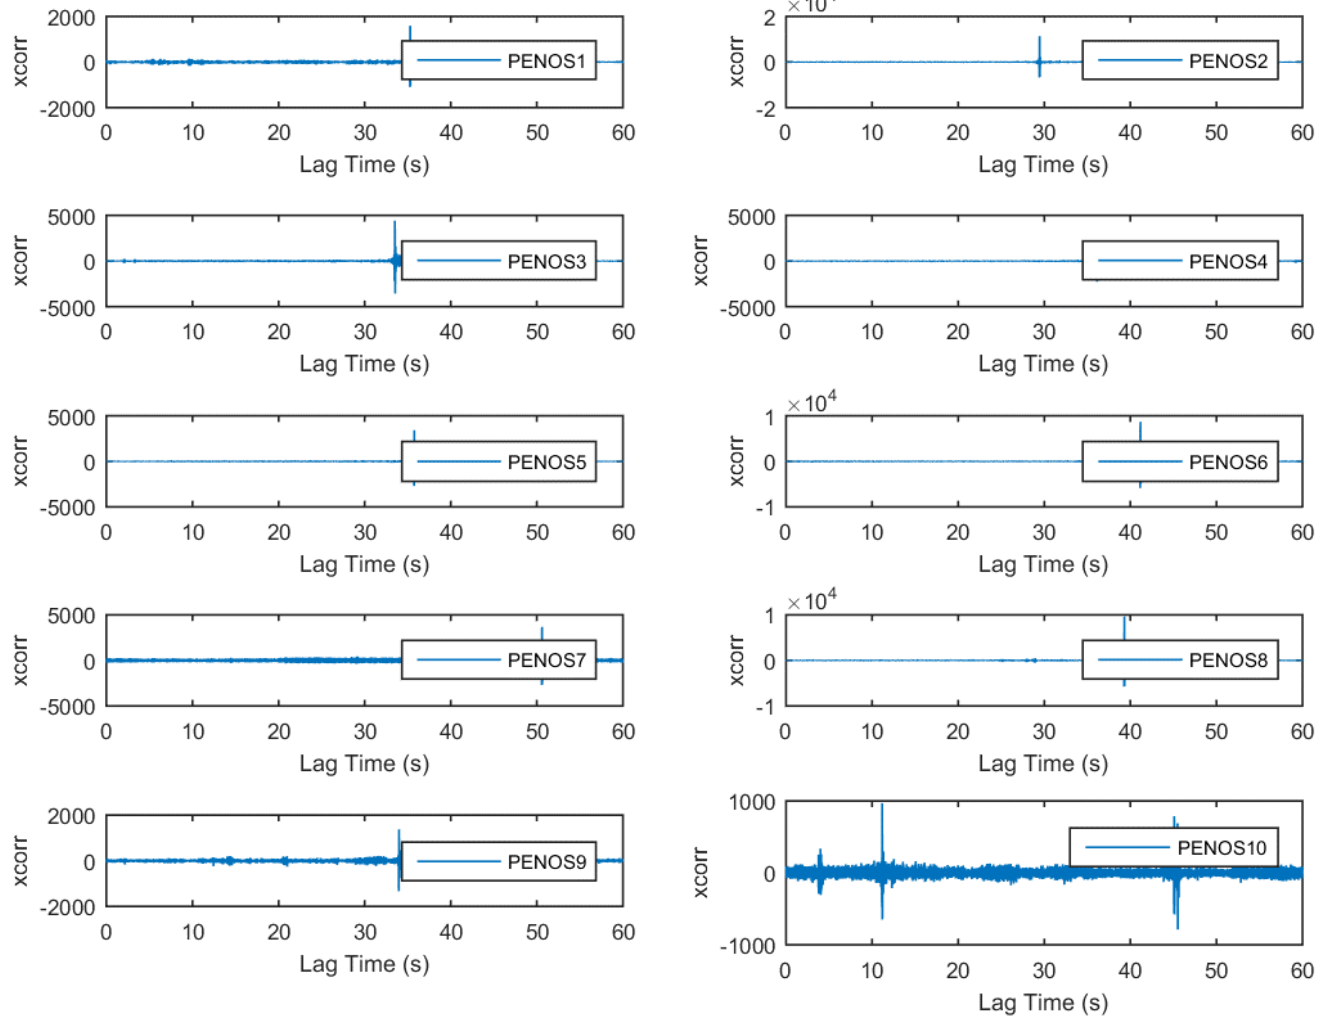 2000
0
-2000
xcorr
PENOS1
0 10 20 30 40 50 60
Lag Time (s)
2
0
-2
xcorr
PENOS2
0 10 20 30 40 50 60
Lag Time (s)
5000
0
-5000
xcorr
PENOS3
0 10 20 30 40 50 60
Lag Time (s)
5000
0
-5000
xcorr
PENOS4
0 10 20 30 40 50 60
Lag Time (s)
5000
0
-5000
xcorr
PENOS5
0 10 20 30 40 50 60
Lag Time (s)
×10⁴
1
0
-1
xcorr
PENOS6
0 10 20 30 40 50 60
Lag Time (s)
5000
0
-5000
xcorr
PENOS7
0 10 20 30 40 50 60
Lag Time (s)
×10⁴
1
0
-1
xcorr
PENOS8
0 10 20 30 40 50 60
Lag Time (s)
2000
0
-2000
xcorr
PENOS9
0 10 20 30 40 50 60
Lag Time (s)
1000
0
-1000
xcorr
PENOS10
0 10 20 30 40 50 60
Lag Time (s)